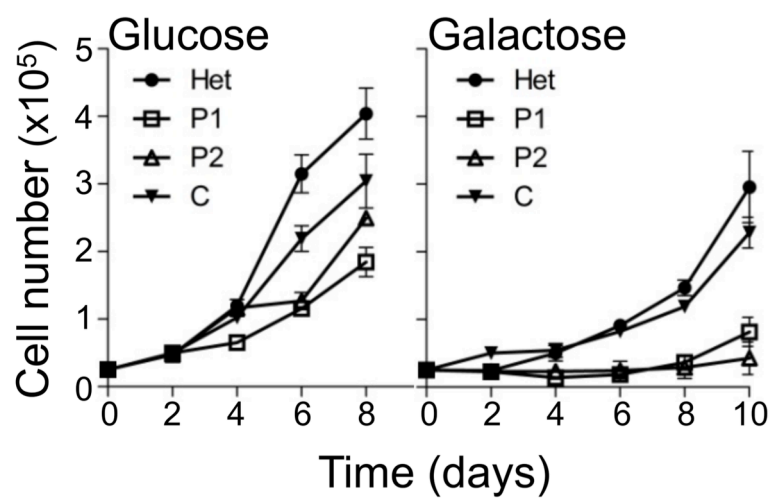 Glucose
Galactose
Cell number (x10⁵)
5
4
3
2
1
0
Het
P1
P2
C
Het
P1
P2
C
0 2 4 6 8
0 2 4 6 8 10
Time (days)